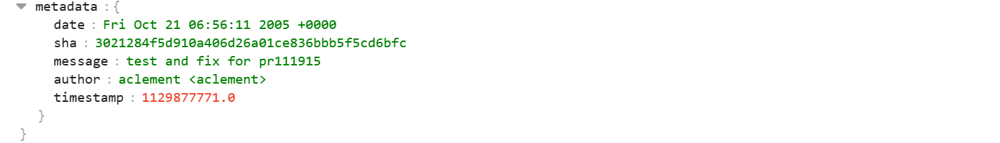 metadata : {
date : Fri Oct 21 06:56:11 2005 +0000
sha : 3021284f5d910a406d26a01ce836bbb5f5cd6bfc
message : test and fix for pr111915
author : aclement <aclement>
timestamp : 1129877771.0
}
}